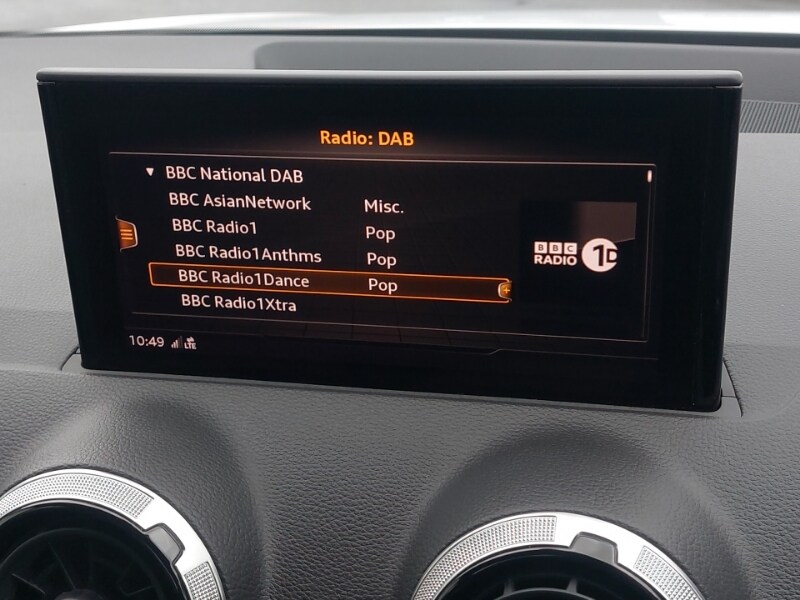 Radio: DAB
BBC National DAB
BBC AsianNetwork Misc.
BBC Radio1 Pop
BBC Radio1Anthms Pop
BBC Radio1Dance Pop
BBC Radio1Xtra
BBC
RADIO 1D
10:49 LTE